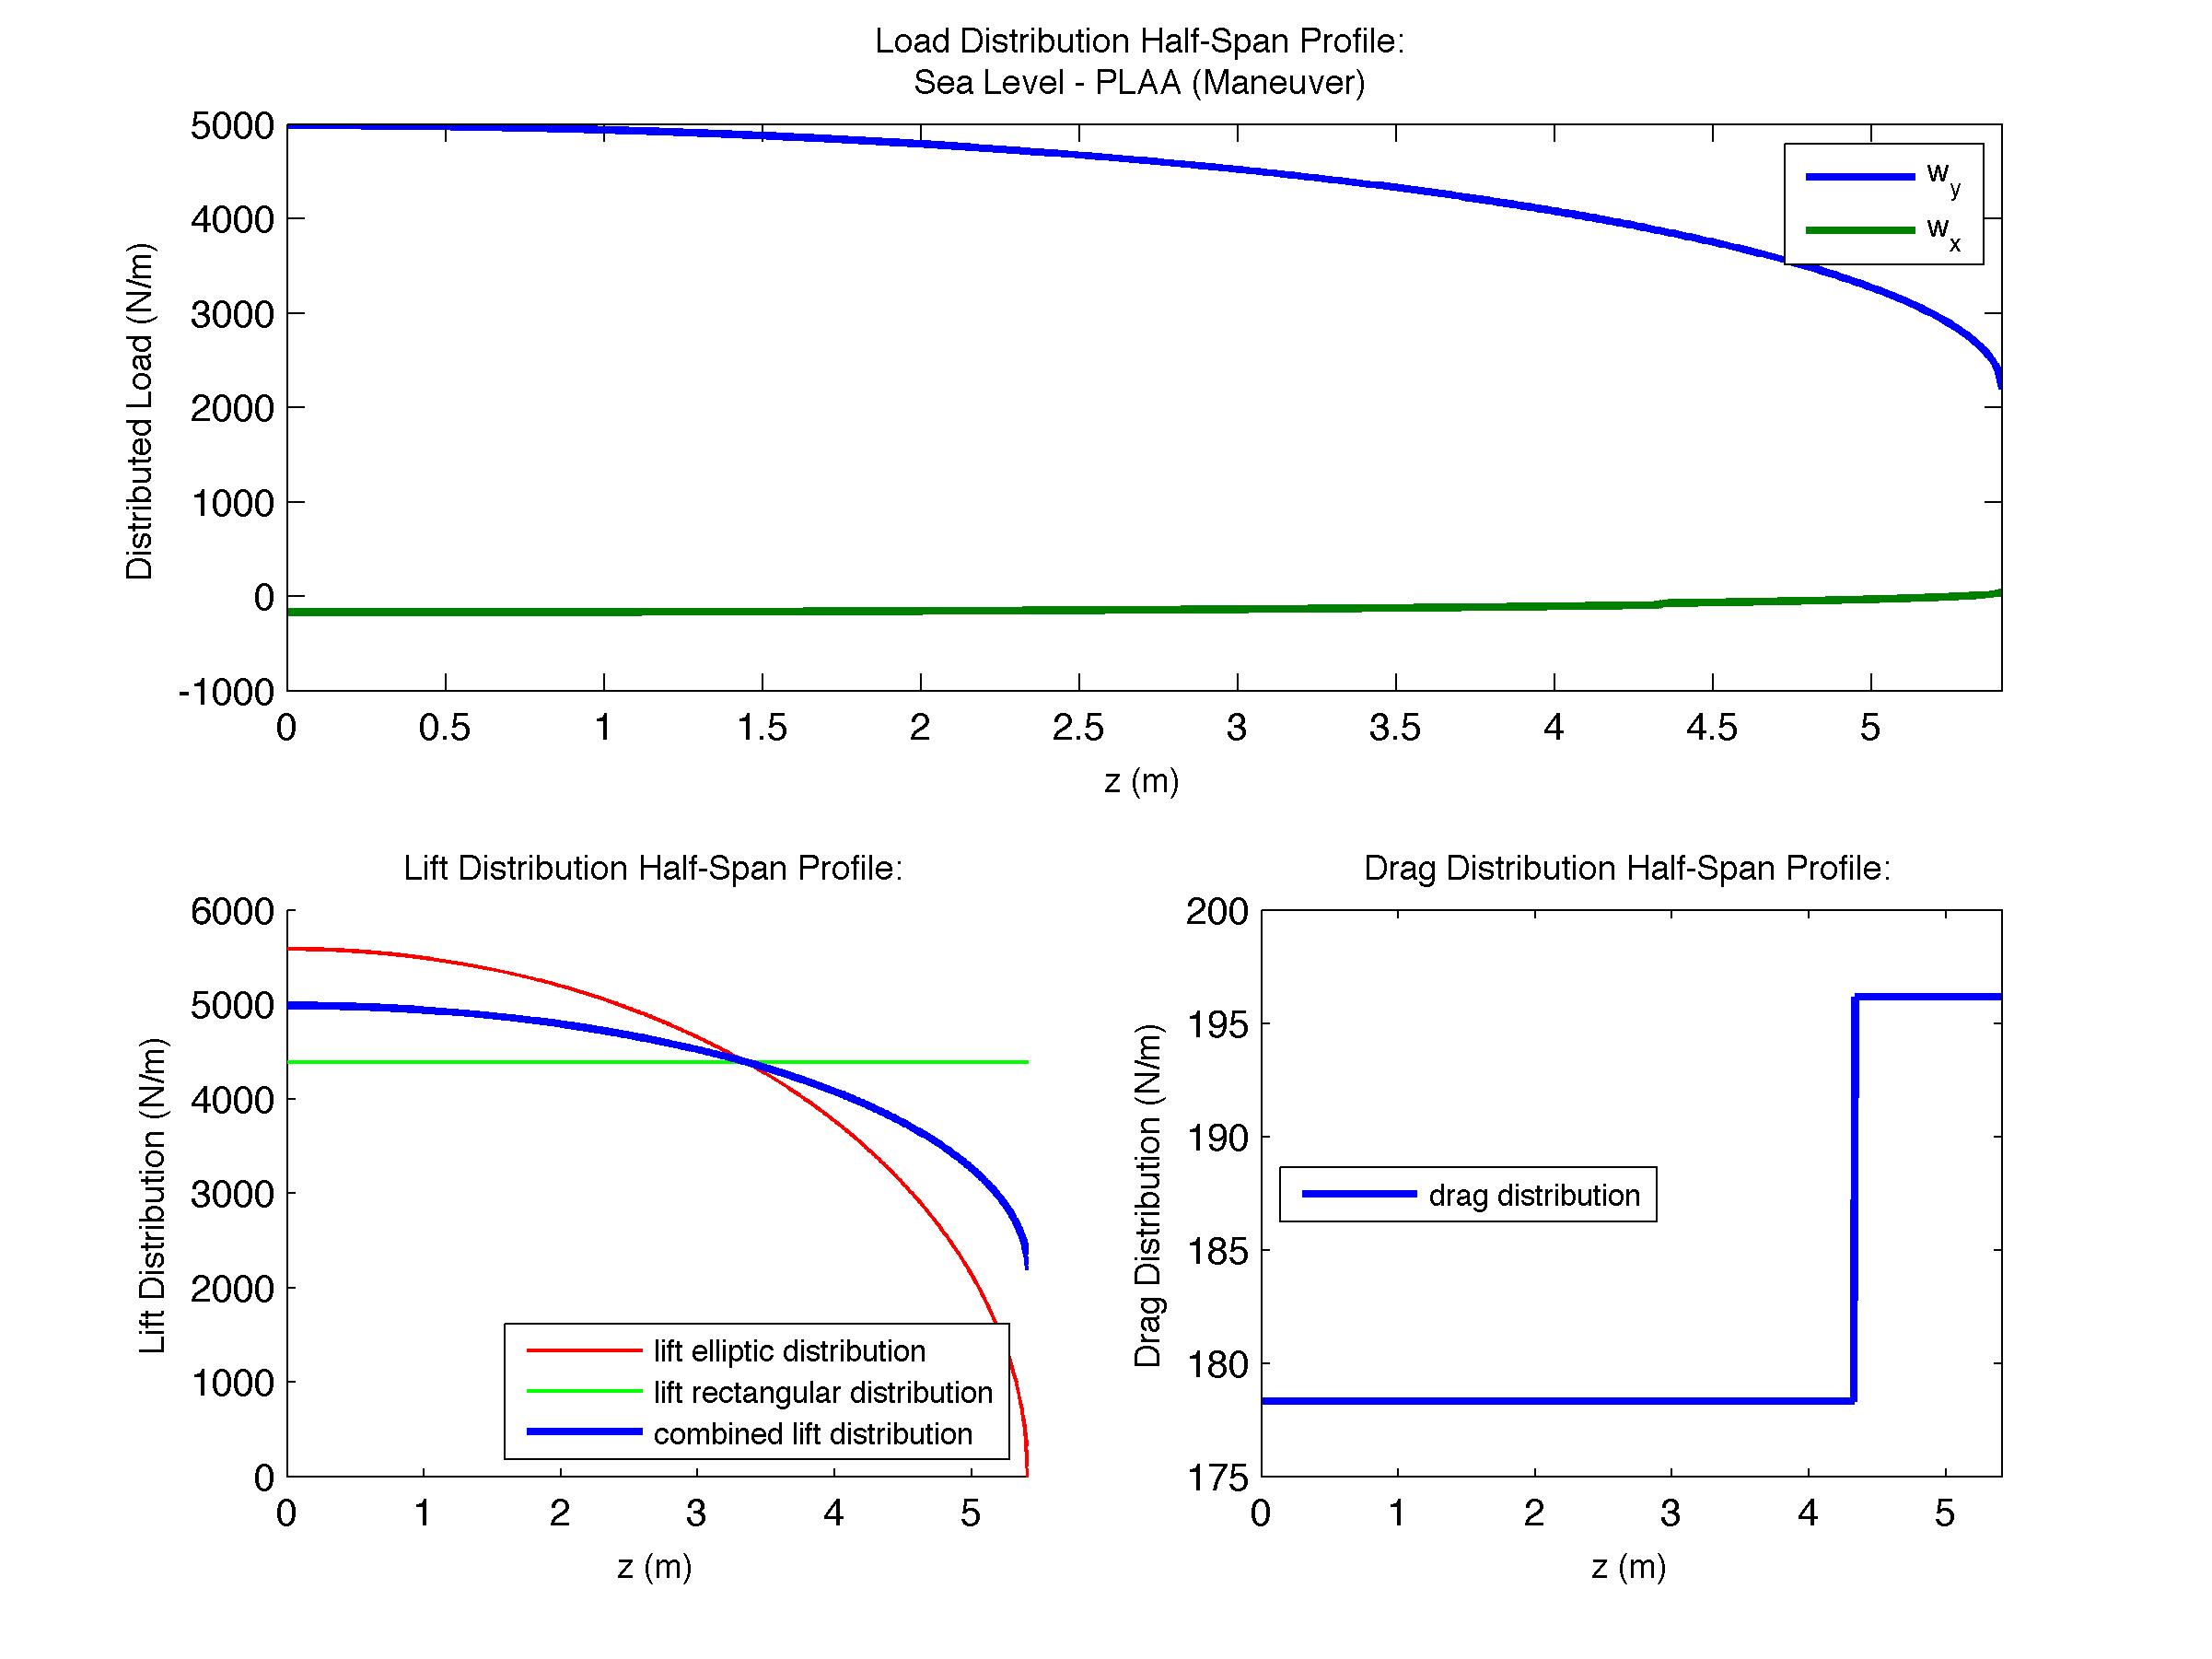 Load Distribution Half-Span Profile:
Sea Level - PLAA (Maneuver)
Distributed Load (N/m)
5000
4000
3000
2000
1000
0
-1000
w_y
w_x
0 0.5 1 1.5 2 2.5 3 3.5 4 4.5 5
z (m)
Lift Distribution Half-Span Profile:
Lift Distribution (N/m)
6000
5000
4000
3000
2000
1000
0
lift elliptic distribution
lift rectangular distribution
combined lift distribution
0 1 2 3 4 5
z (m)
Drag Distribution Half-Span Profile:
Drag Distribution (N/m)
200
195
190
185
180
175
drag distribution
0 1 2 3 4 5
z (m)